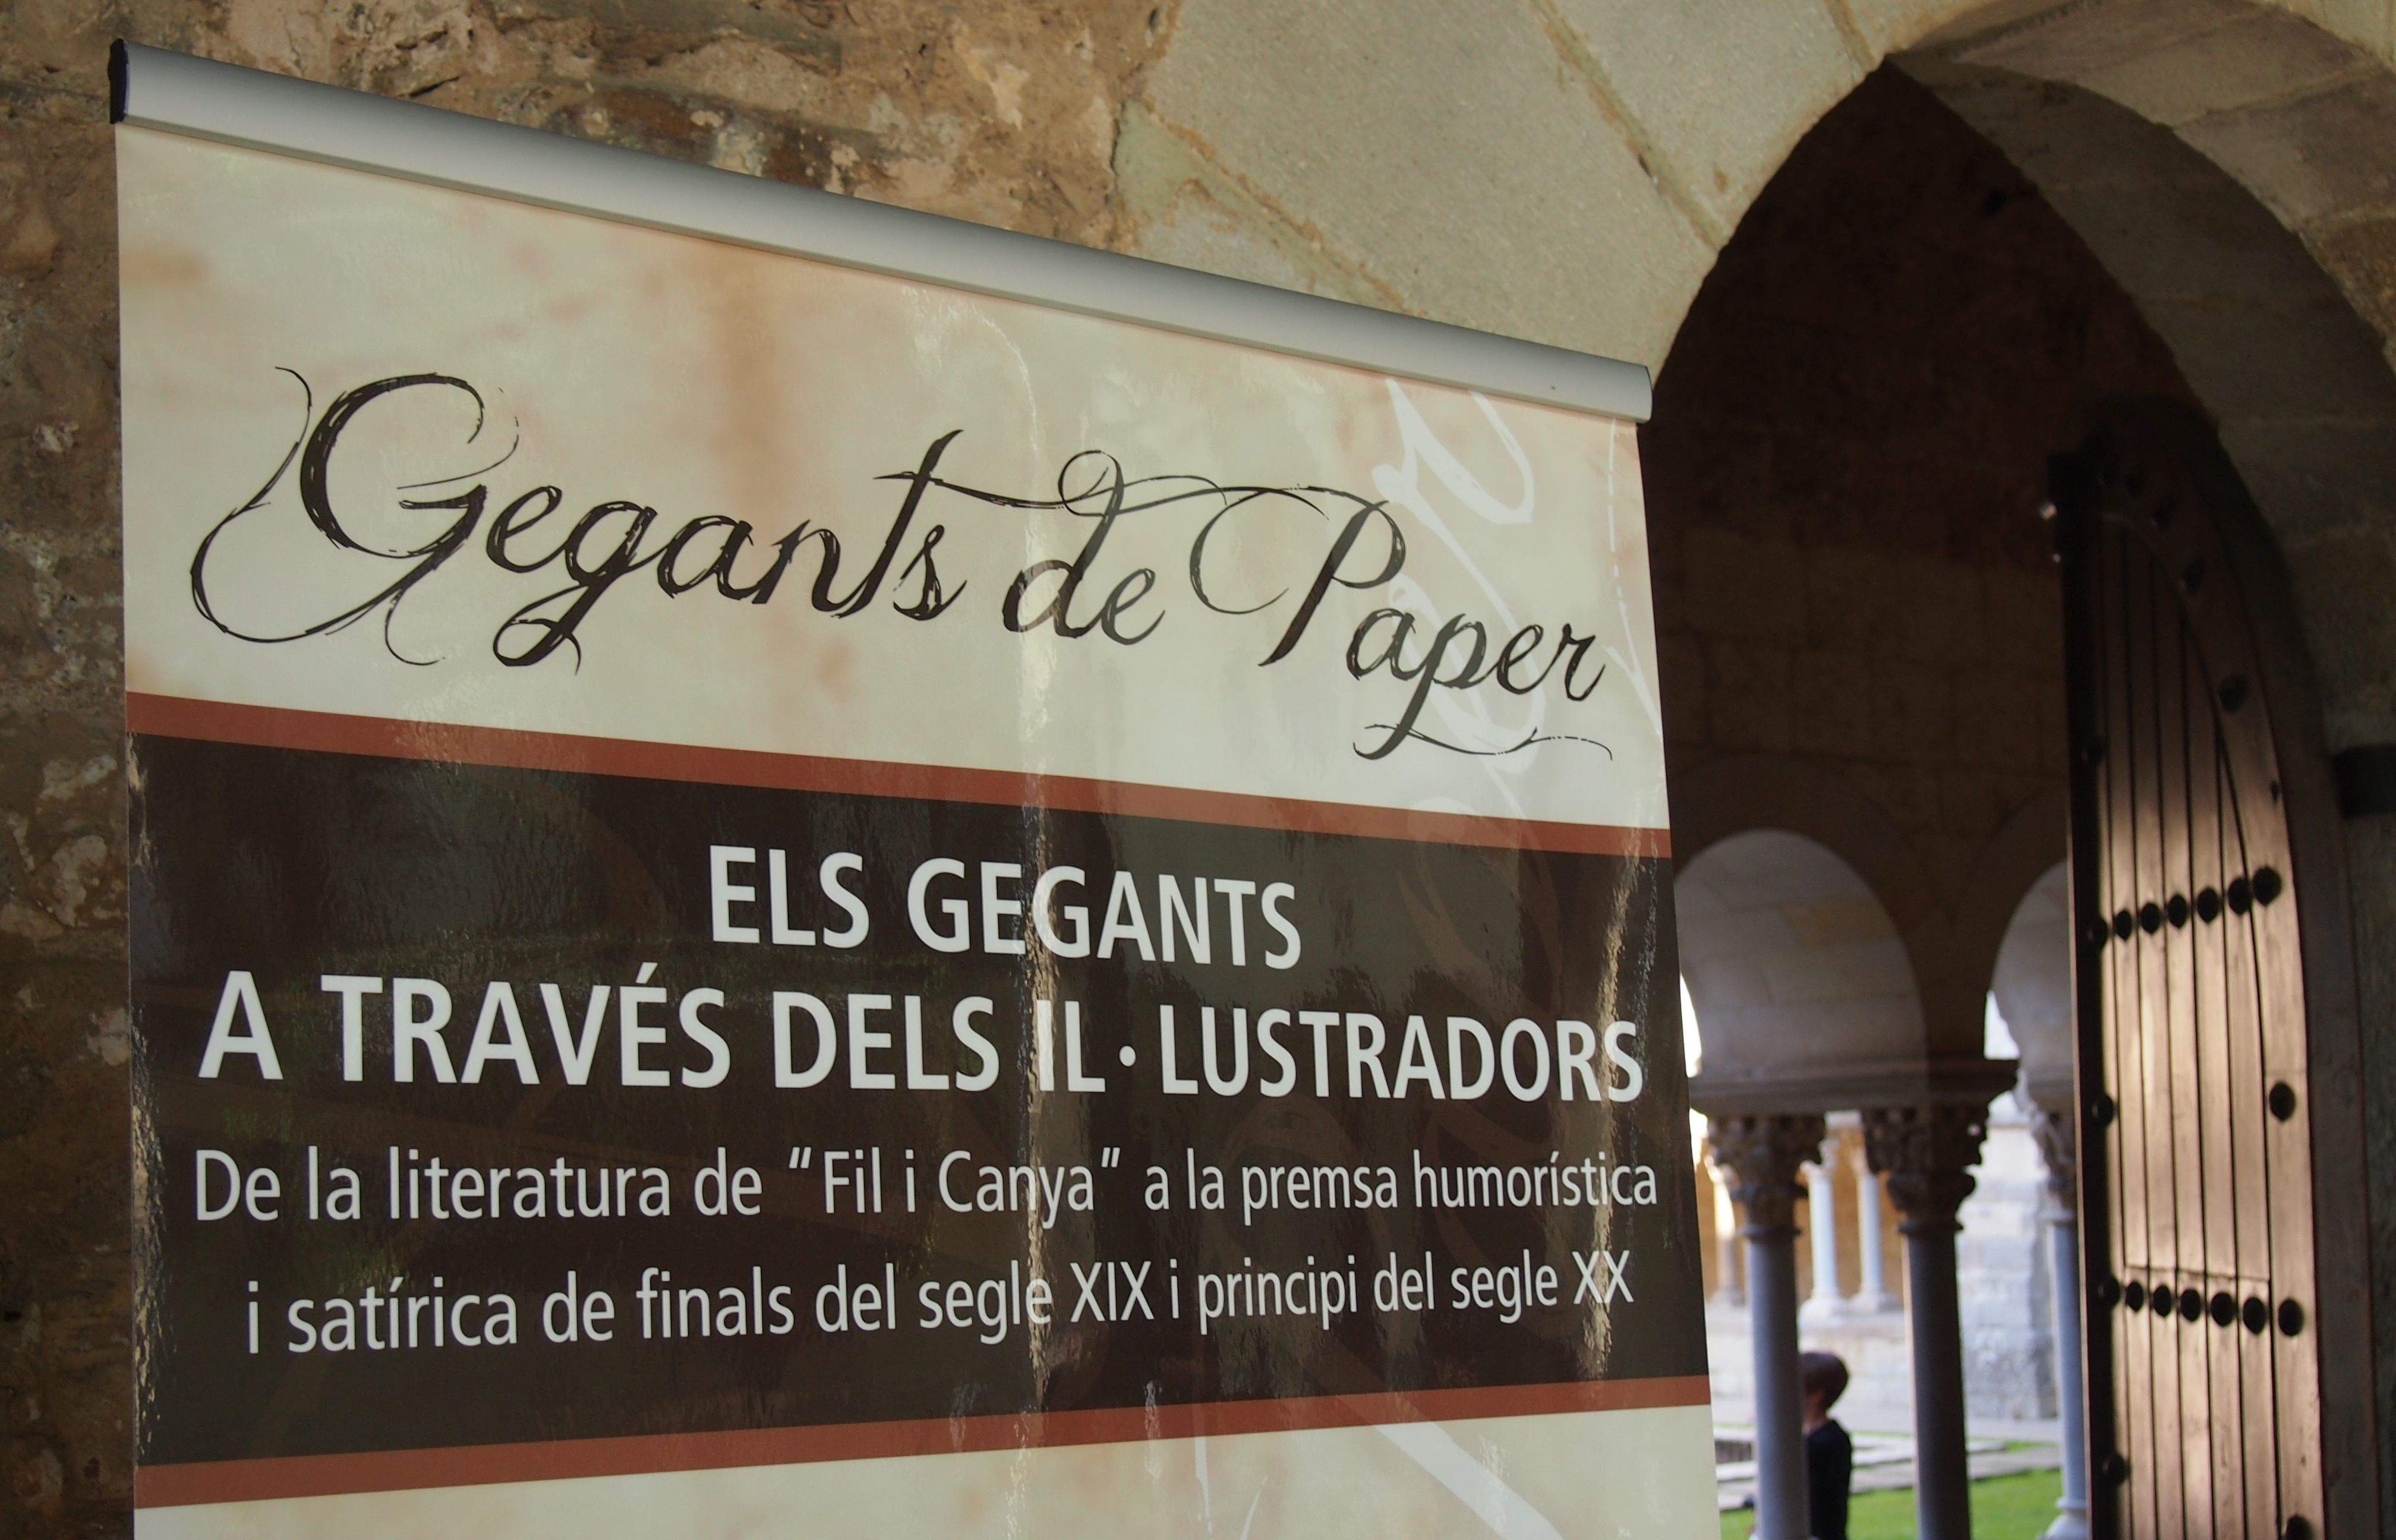 Gegants de Paper
ELS GEGANTS
A TRAVÉS DELS IL·LUSTRADORS
De la literatura de “Fil i Canya” a la premsa humorística
i satírica de finals del segle XIX i principi del segle XX